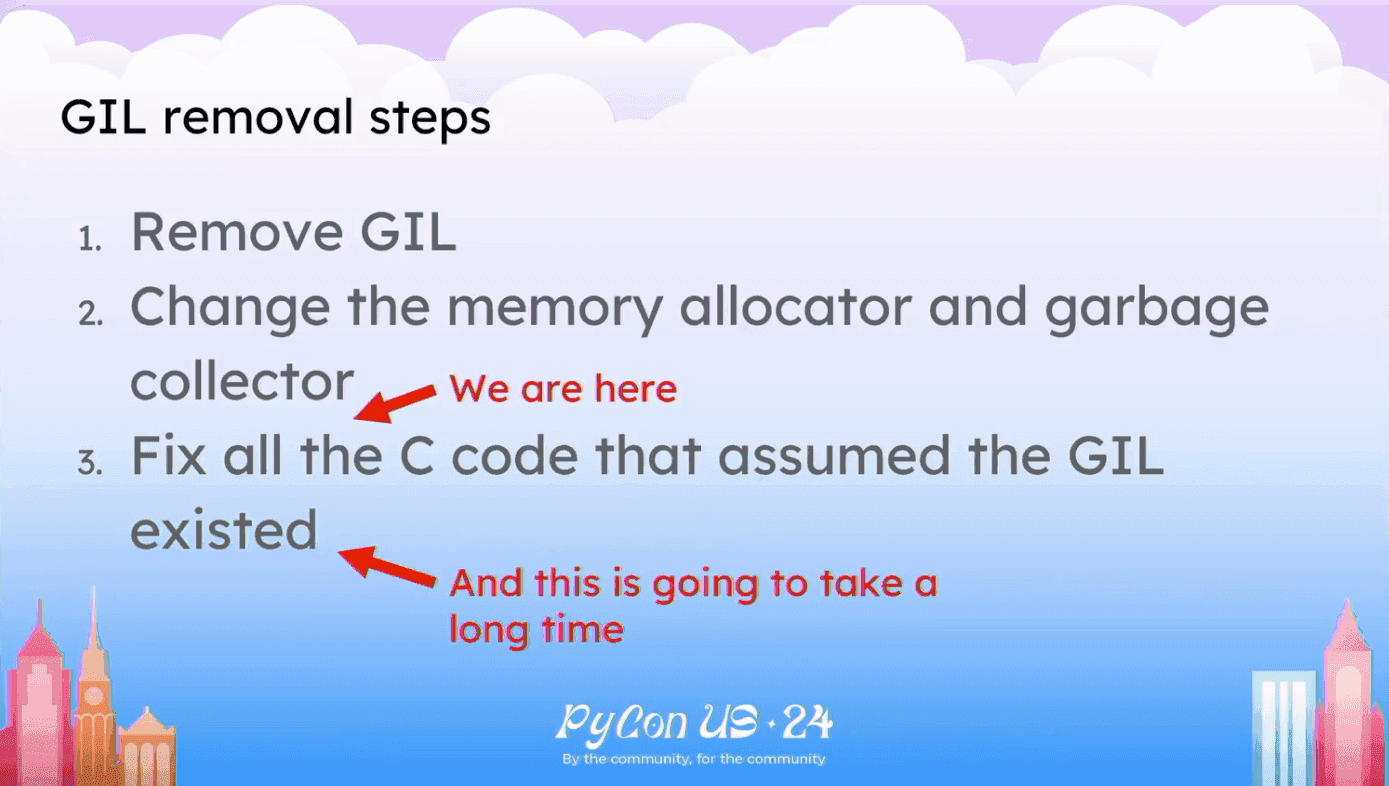 GIL removal steps
1. Remove GIL
2. Change the memory allocator and garbage
collector
We are here
3. Fix all the C code that assumed the GIL
existed
And this is going to take a
long time
PyCon US · 24
By the community, for the community